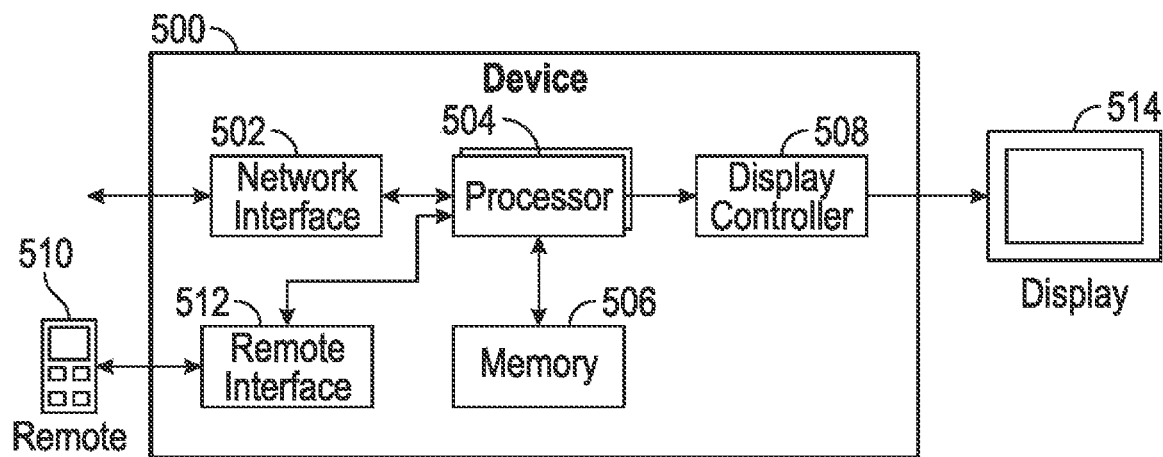 500
Device
502
Network
Interface
504
Processor
508
Display
Controller
514
Display
510
Remote
512
Remote
Interface
506
Memory